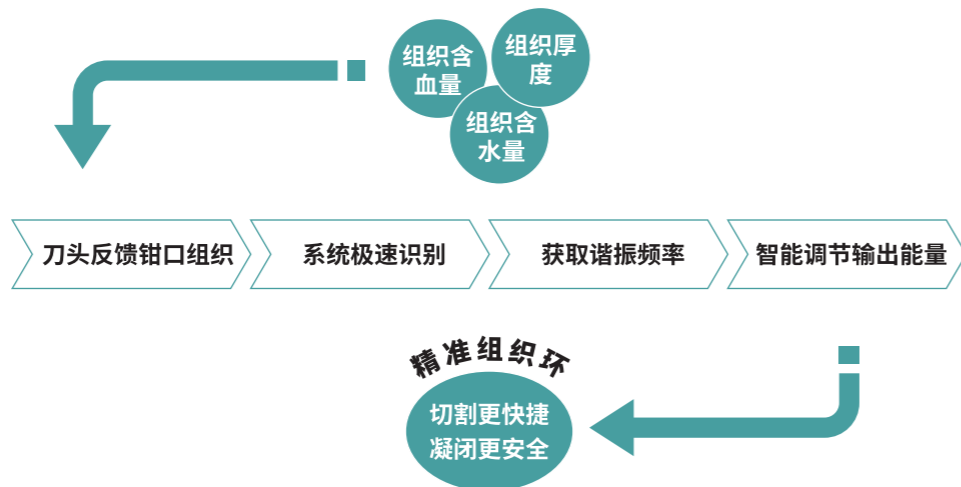 组织含
血量
组织厚
度
组织含
水量
刀头反馈钳口组织
系统极速识别
获取谐振频率
智能调节输出能量
精准组织环
切割更快捷
凝闭更安全